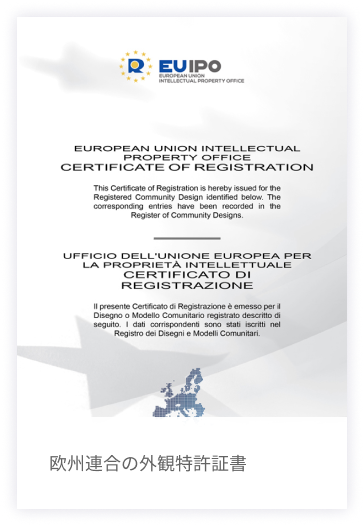 EUIPO
EUROPEAN UNION
INTELLECTUAL PROPERTY OFFICE
EUROPEAN UNION INTELLECTUAL
PROPERTY OFFICE
CERTIFICATE OF REGISTRATION
This Certificate of Registration is hereby issued for the
Registered Community Design identified below. The
corresponding entries have been recorded in the
Register of Community Designs.
UFFICIO DELL'UNIONE EUROPEA PER
LA PROPRIETÀ INTELLETTUALE
CERTIFICATO DI
REGISTRAZIONE
Il presente Certificato di Registrazione è emesso per il
Disegno o Modello Comunitario registrato descritto di
seguito. I dati corrispondenti sono stati iscritti nel
Registro dei Disegni e Modelli Comunitari.
欧州連合の外観特許証書